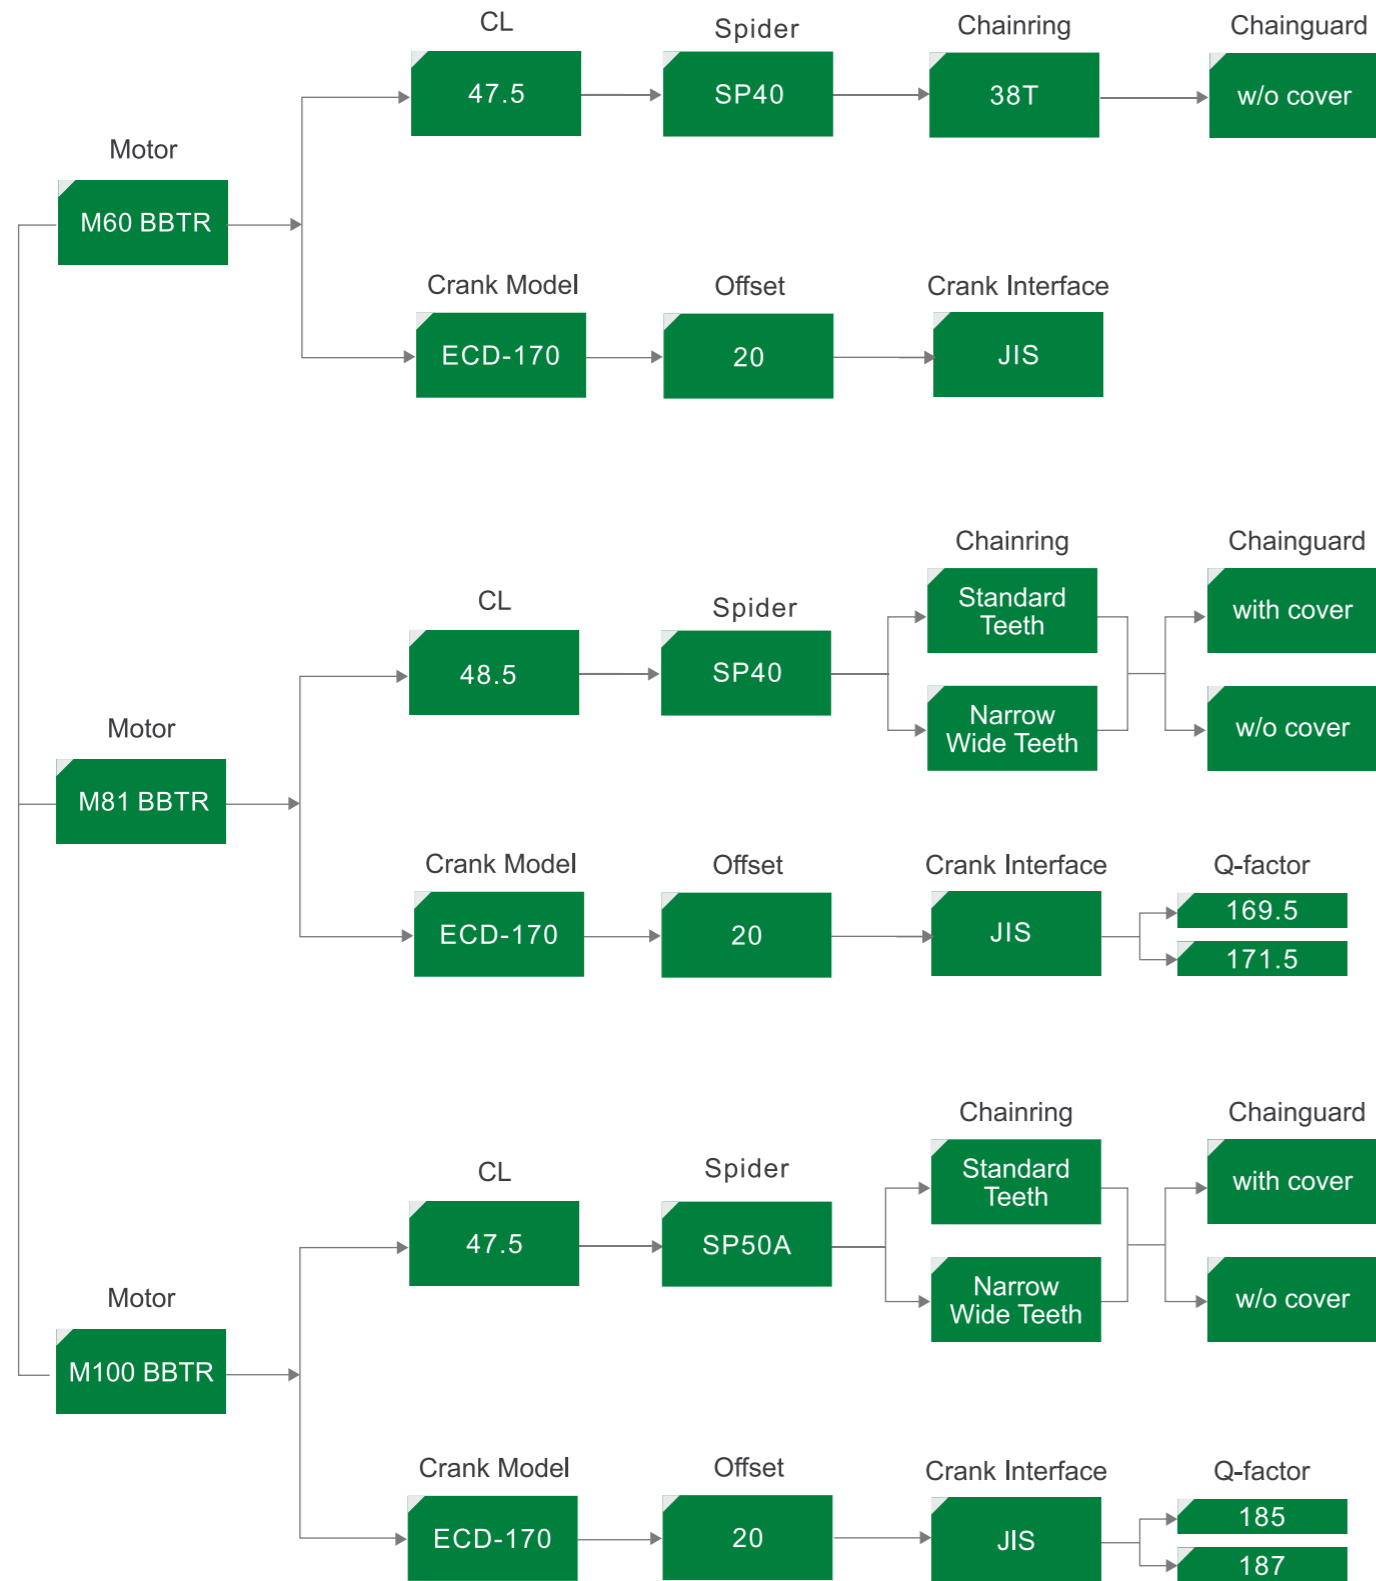 CL
Spider
Chainring
Chainguard
47.5
SP40
38T
w/o cover
Motor
M60 BBTR
Crank Model
Offset
Crank Interface
ECD-170
20
JIS
Chainring
Chainguard
Standard
Teeth
with cover
CL
Spider
48.5
SP40
Narrow
Wide Teeth
w/o cover
Motor
M81 BBTR
Crank Model
Offset
Crank Interface
Q-factor
ECD-170
20
JIS
169.5
171.5
Chainring
Chainguard
Standard
Teeth
with cover
CL
Spider
47.5
SP50A
Narrow
Wide Teeth
w/o cover
Motor
M100 BBTR
Crank Model
Offset
Crank Interface
Q-factor
ECD-170
20
JIS
185
187